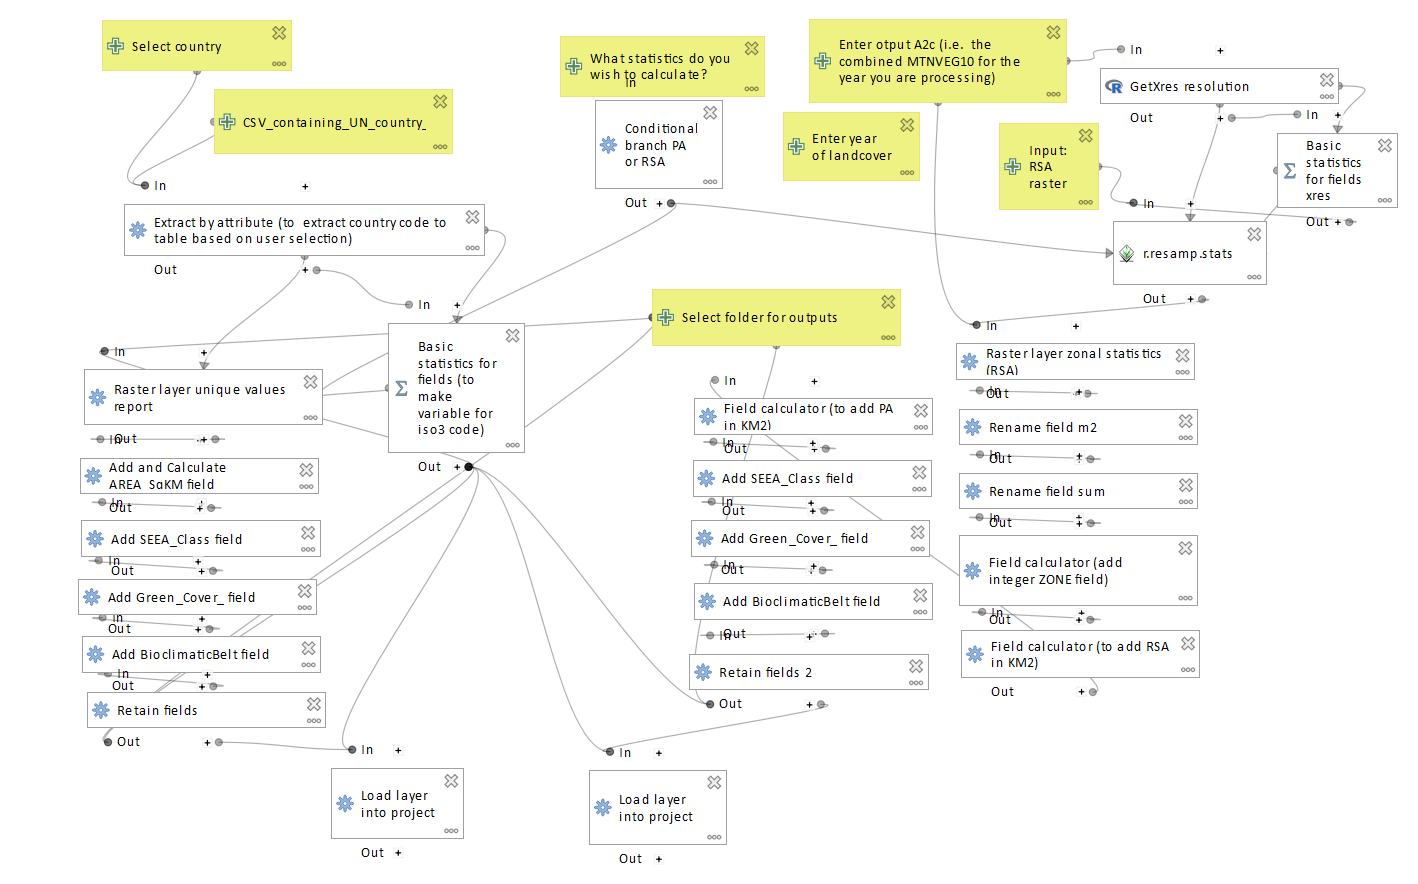 Select country
CSV_containing_UN_country_
In
Extract by attribute (to extract country code to
table based on user selection)
Out
What statistics do you
wish to calculate?
In
Conditional
branch PA
or RSA
Out
Enter otput A2c (i.e. the
combined MTNVEG10 for the
year you are processing)
Enter year
of landcover
In
GetXres resolution
Out
In
Basic
statistics
for fields
xres
Out
Input:
RSA
raster
In
r.resamp.stats
Out
In
Basic
statistics for
fields (to
make
variable for
iso3 code)
Out
Select folder for outputs
In
Raster layer unique values
report
In
Out
Add and Calculate
AREA_SqKM field
In
Out
Add SEEA_Class field
In
Out
Add Green_Cover_ field
In
Out
Add BioclimaticBelt field
In
Out
Retain fields
Out
In
Load layer
into project
Out
In
Field calculator (to add PA
in KM2)
In
Out
Add SEEA_Class field
In
Out
Add Green_Cover_ field
In
Out
Add BioclimaticBelt field
In
Out
Retain fields 2
Out
In
Load layer
into project
Out
In
Raster layer zonal statistics
(RSA)
In
Out
Rename field m2
In
Out
Rename field sum
In
Out
Field calculator (add
integer ZONE field)
In
Out
Field calculator (to add RSA
in KM2)
Out